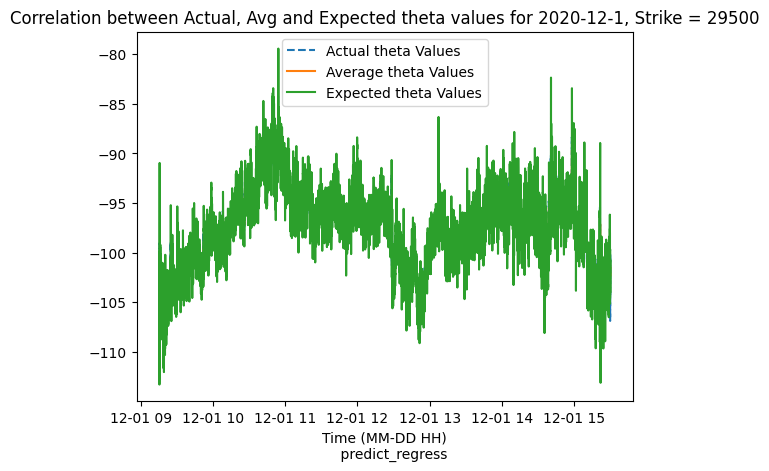 Correlation between Actual, Avg and Expected theta values for 2020-12-1, Strike = 29500
Actual theta Values
Average theta Values
Expected theta Values
−80
−85
−90
−95
−100
−105
−110
12-01 09 12-01 10 12-01 11 12-01 12 12-01 13 12-01 14 12-01 15
Time (MM-DD HH)
predict_regress